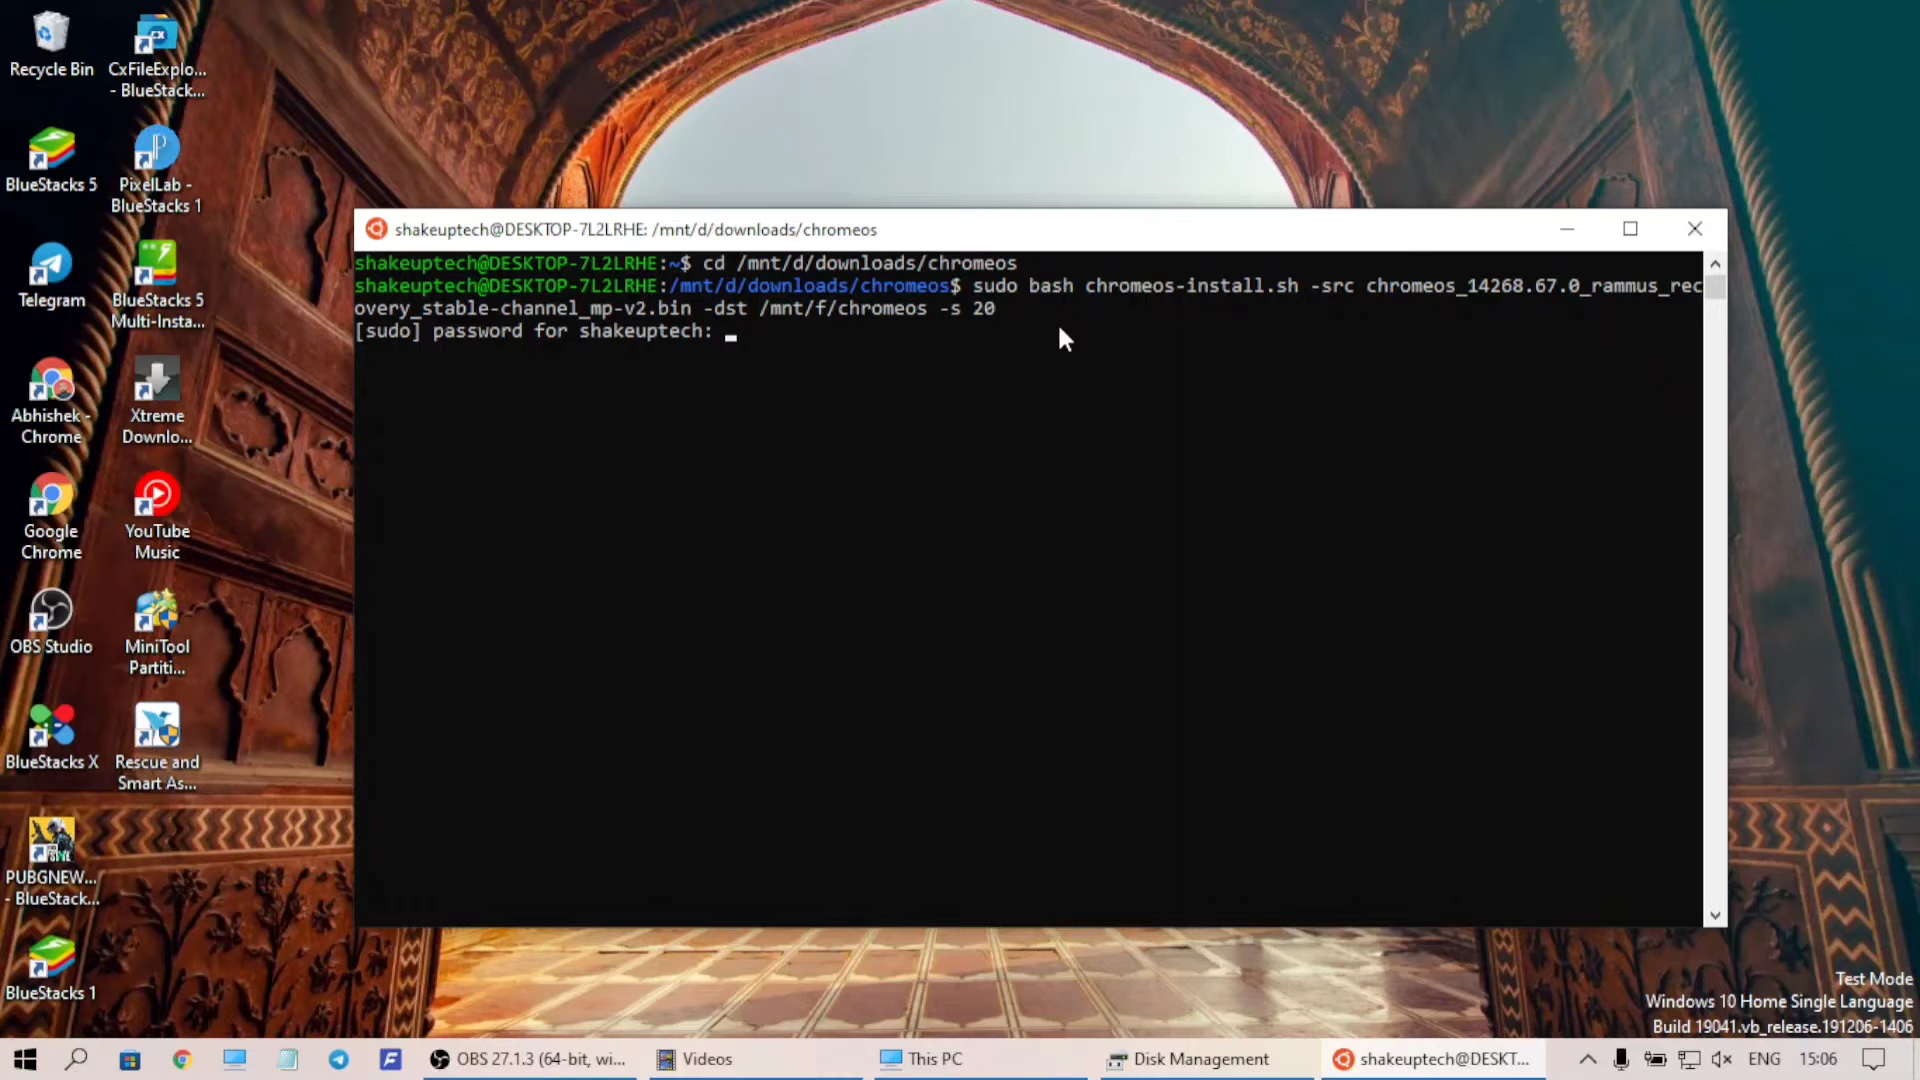 Recycle Bin
CxFileExplo...
- BlueStack...
BlueStacks 5
PixelLab -
BlueStacks 1
Telegram
BlueStacks 5
Multi-Insta...
Abhishek -
Chrome
Xtreme
Downlo...
Google
Chrome
YouTube
Music
OBS Studio
MiniTool
Partiti...
BlueStacks X
Rescue and
Smart As...
PUBGNEW...
- BlueStack...
BlueStacks 1
shakeuptech@DESKTOP-7L2LRHE: /mnt/d/downloads/chromeos
shakeuptech@DESKTOP-7L2LRHE:~$ cd /mnt/d/downloads/chromeos
shakeuptech@DESKTOP-7L2LRHE:/mnt/d/downloads/chromeos$ sudo bash chromeos-install.sh -src chromeos_14268.67.0_rammus_rec
overy_stable-channel_mp-v2.bin -dst /mnt/f/chromeos -s 20
[sudo] password for shakeuptech:
Test Mode
Windows 10 Home Single Language
Build 19041.vb_release.191206-1406
OBS 27.1.3 (64-bit, wi...
Videos
This PC
Disk Management
shakeuptech@DESKT...
ENG
15:06